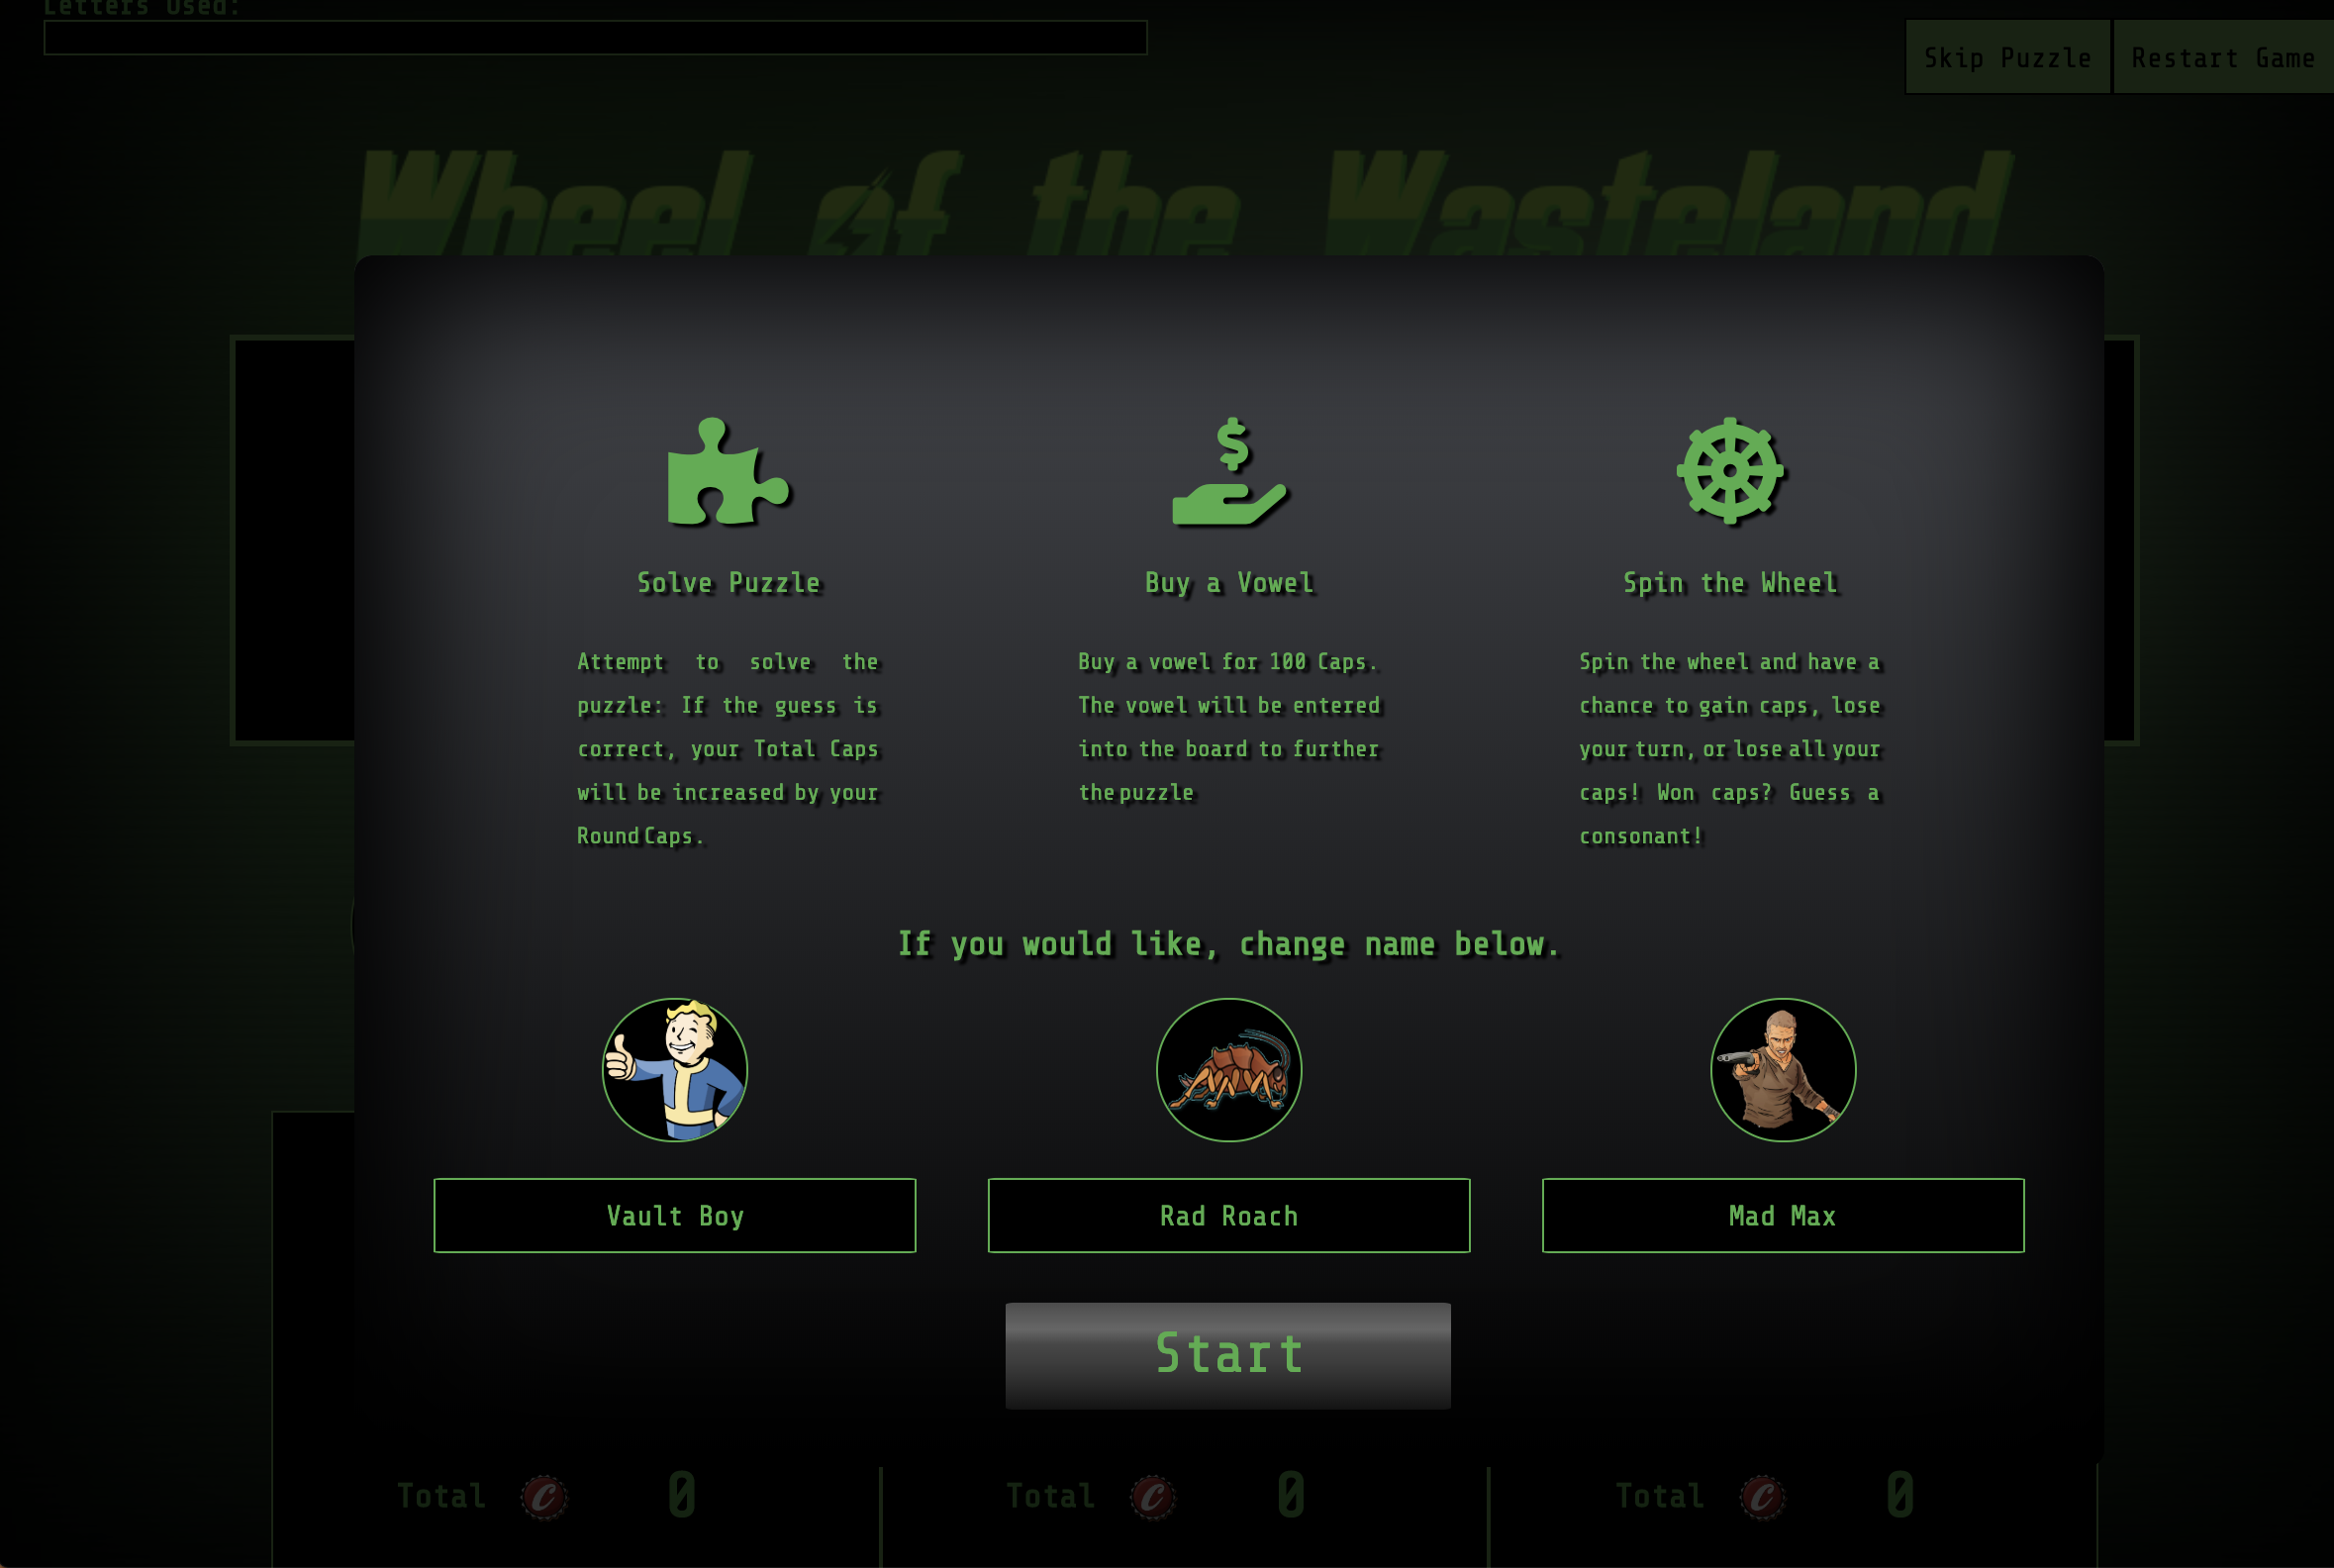 Letters Used:
Skip Puzzle
Restart Game
Wheel of the Wasteland
Solve Puzzle
Attempt to solve the
puzzle: If the guess is
correct, your Total Caps
will be increased by your
Round Caps.
Buy a Vowel
Buy a vowel for 100 Caps.
The vowel will be entered
into the board to further
the puzzle
Spin the Wheel
Spin the wheel and have a
chance to gain caps, lose
your turn, or lose all your
caps! Won caps? Guess a
consonant!
If you would like, change name below.
Vault Boy
Rad Roach
Mad Max
Start
Total C 0
Total C 0
Total C 0